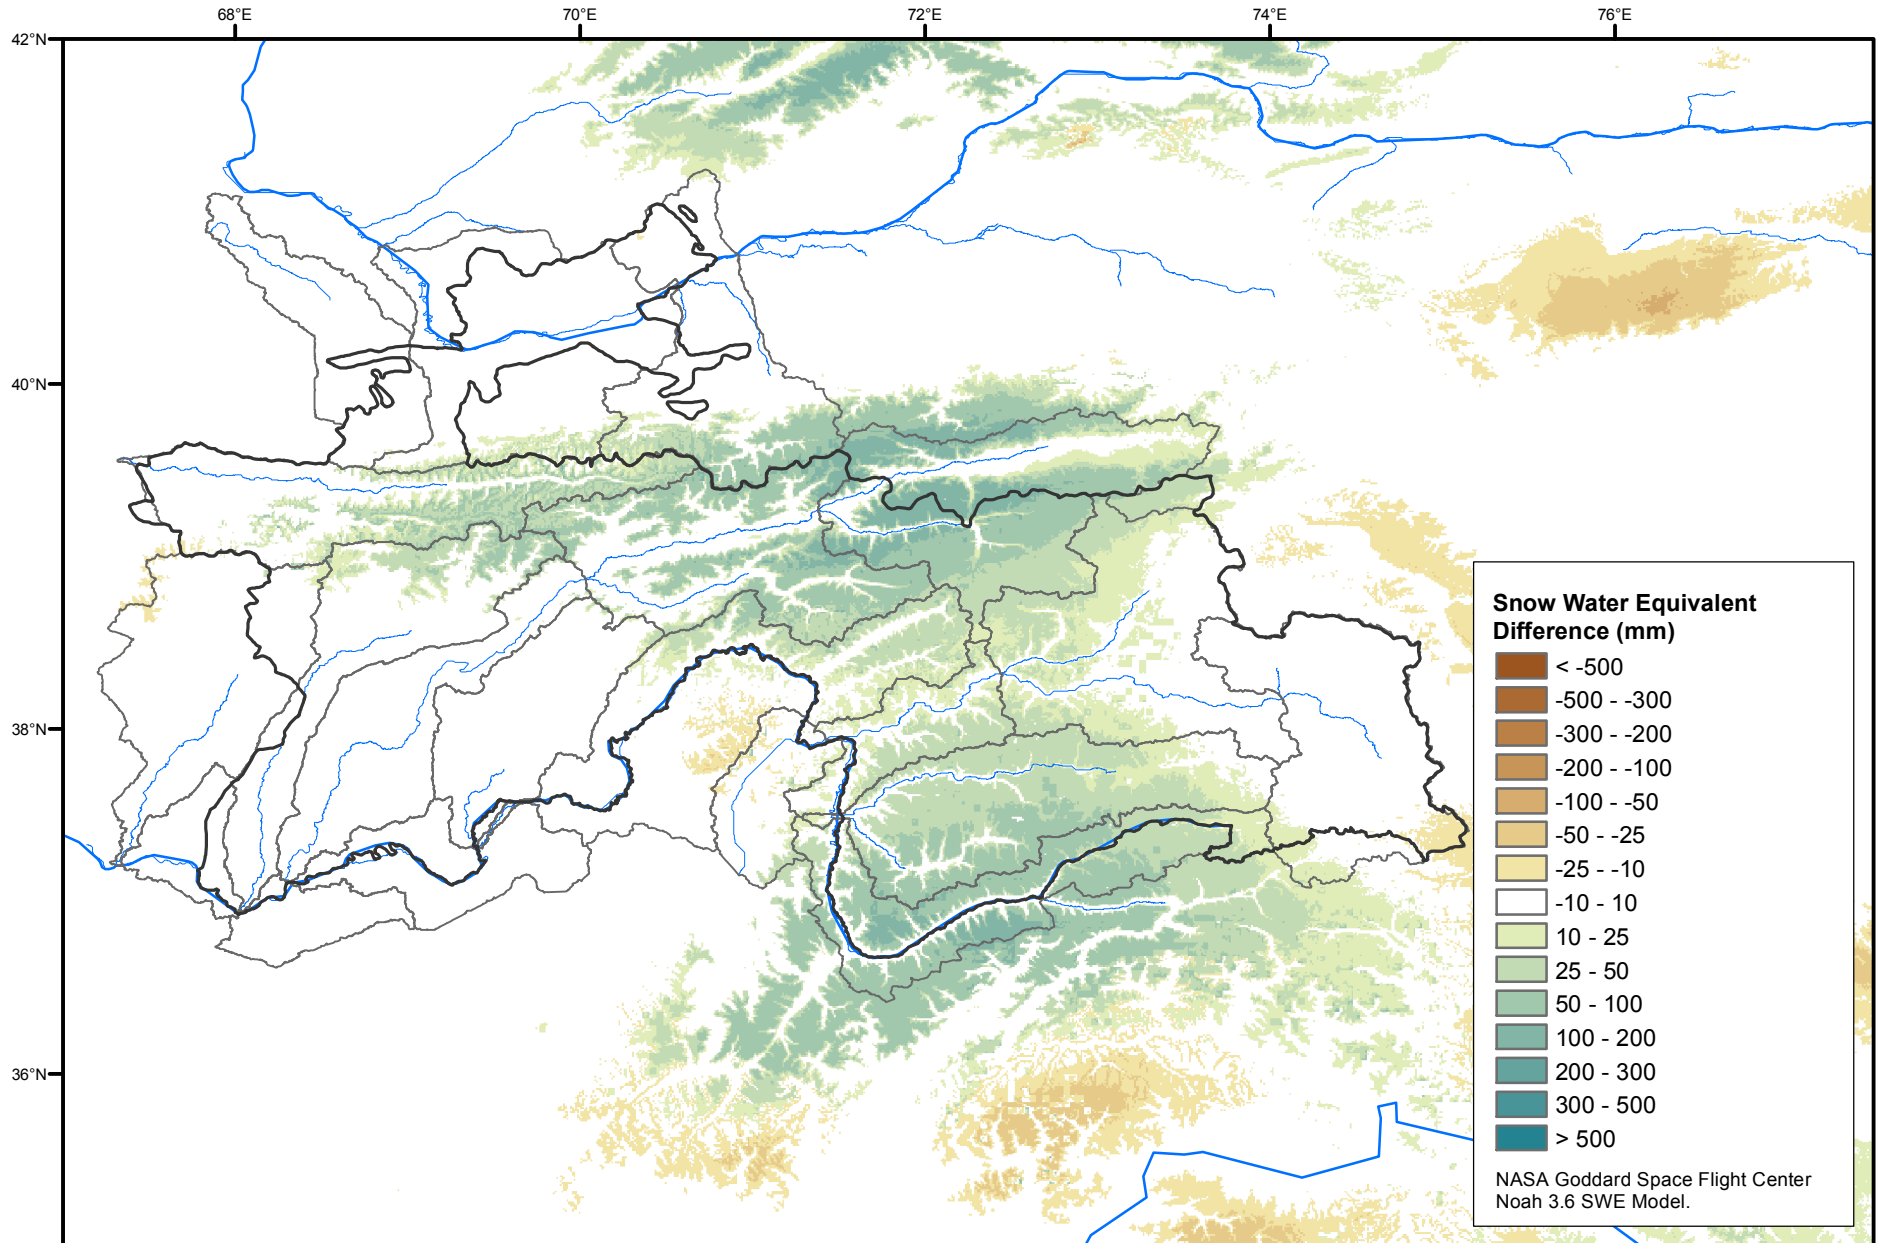 68°E
70°E
72°E
74°E
76°E
42°N
40°N
38°N
36°N
Snow Water Equivalent
Difference (mm)
< -500
-500 - -300
-300 - -200
-200 - -100
-100 - -50
-50 - -25
-25 - -10
-10 - 10
10 - 25
25 - 50
50 - 100
100 - 200
200 - 300
300 - 500
> 500
NASA Goddard Space Flight Center
Noah 3.6 SWE Model.